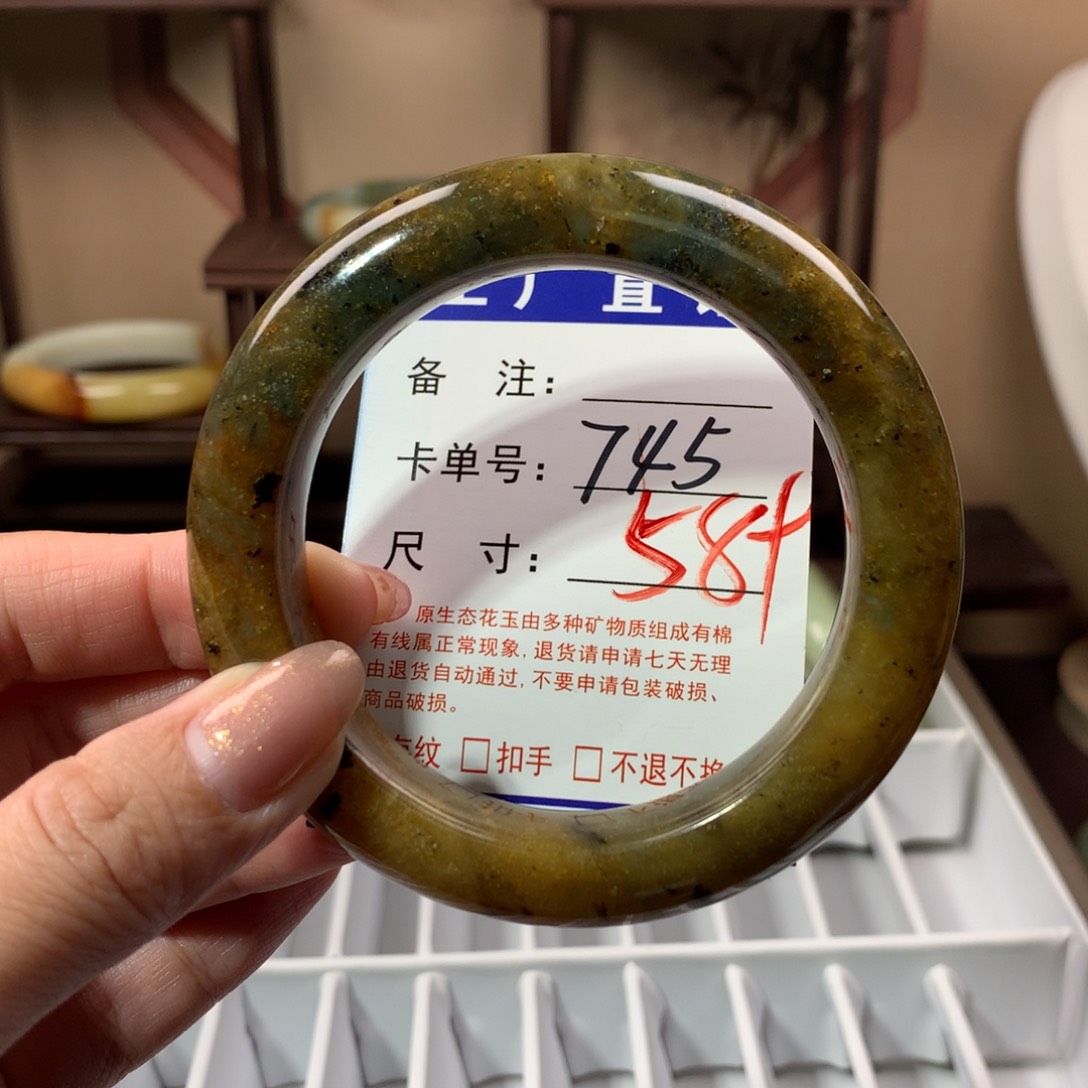 厂直
备 注：
卡单号：745
尺 寸：58+
原生态花玉由多种矿物质组成有棉
有线属正常现象，退货请申请七天无理
由退货自动通过，不要申请包装破损、
商品破损。
纹 □扣手 □不退不换